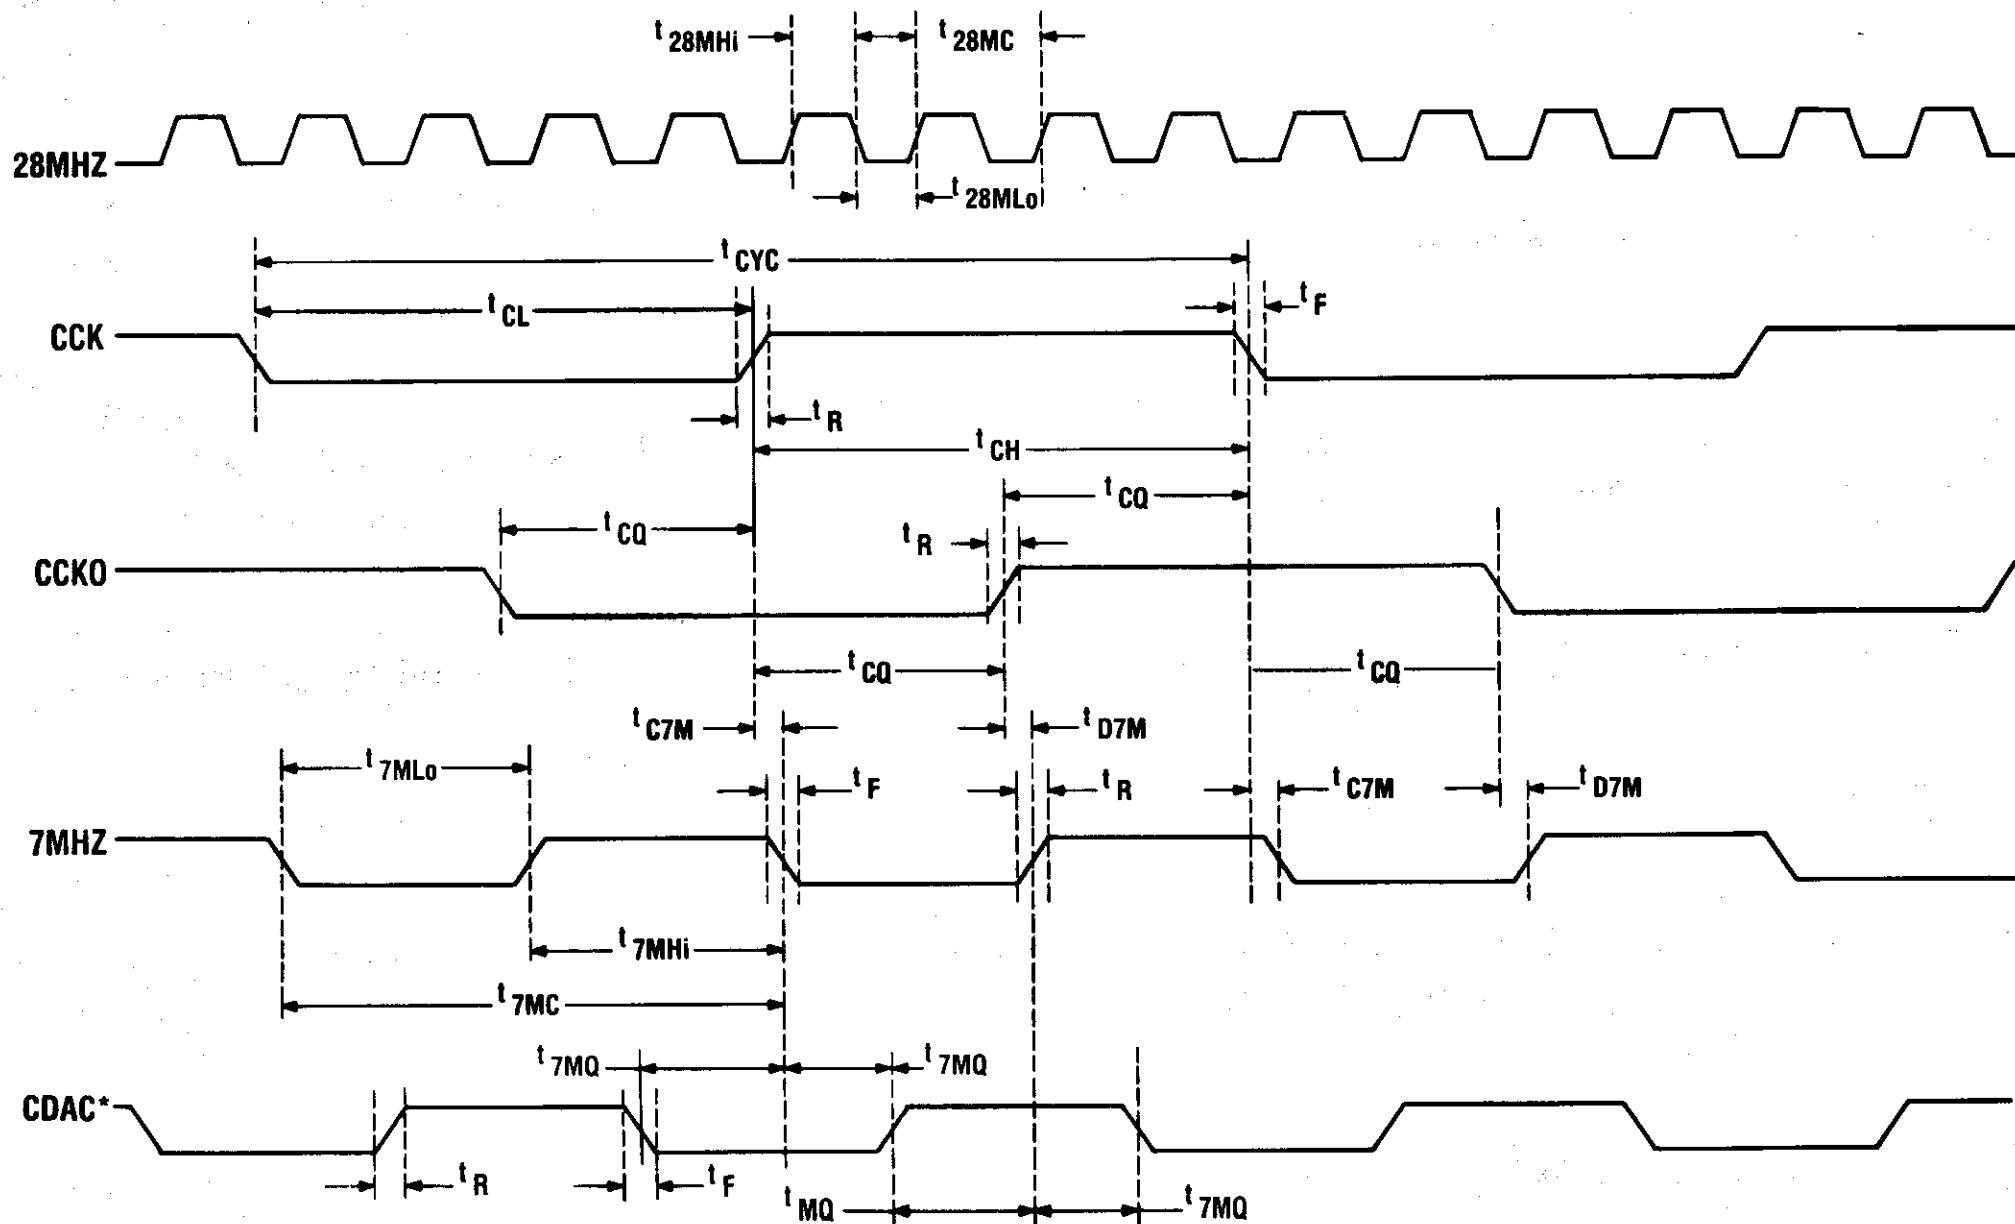 t 28MHi
t 28MC
28MHZ
t 28MLo
t CYC
t CL
t F
CCK
t R
t CH
t CQ
t CQ
t R
CCKO
t CQ
t CQ
t C7M
t D7M
t 7MLo
t F
t R
t C7M
t D7M
7MHZ
t 7MHi
t 7MC
t 7MQ
t 7MQ
CDAC*
t R
t F
t MQ
t 7MQ